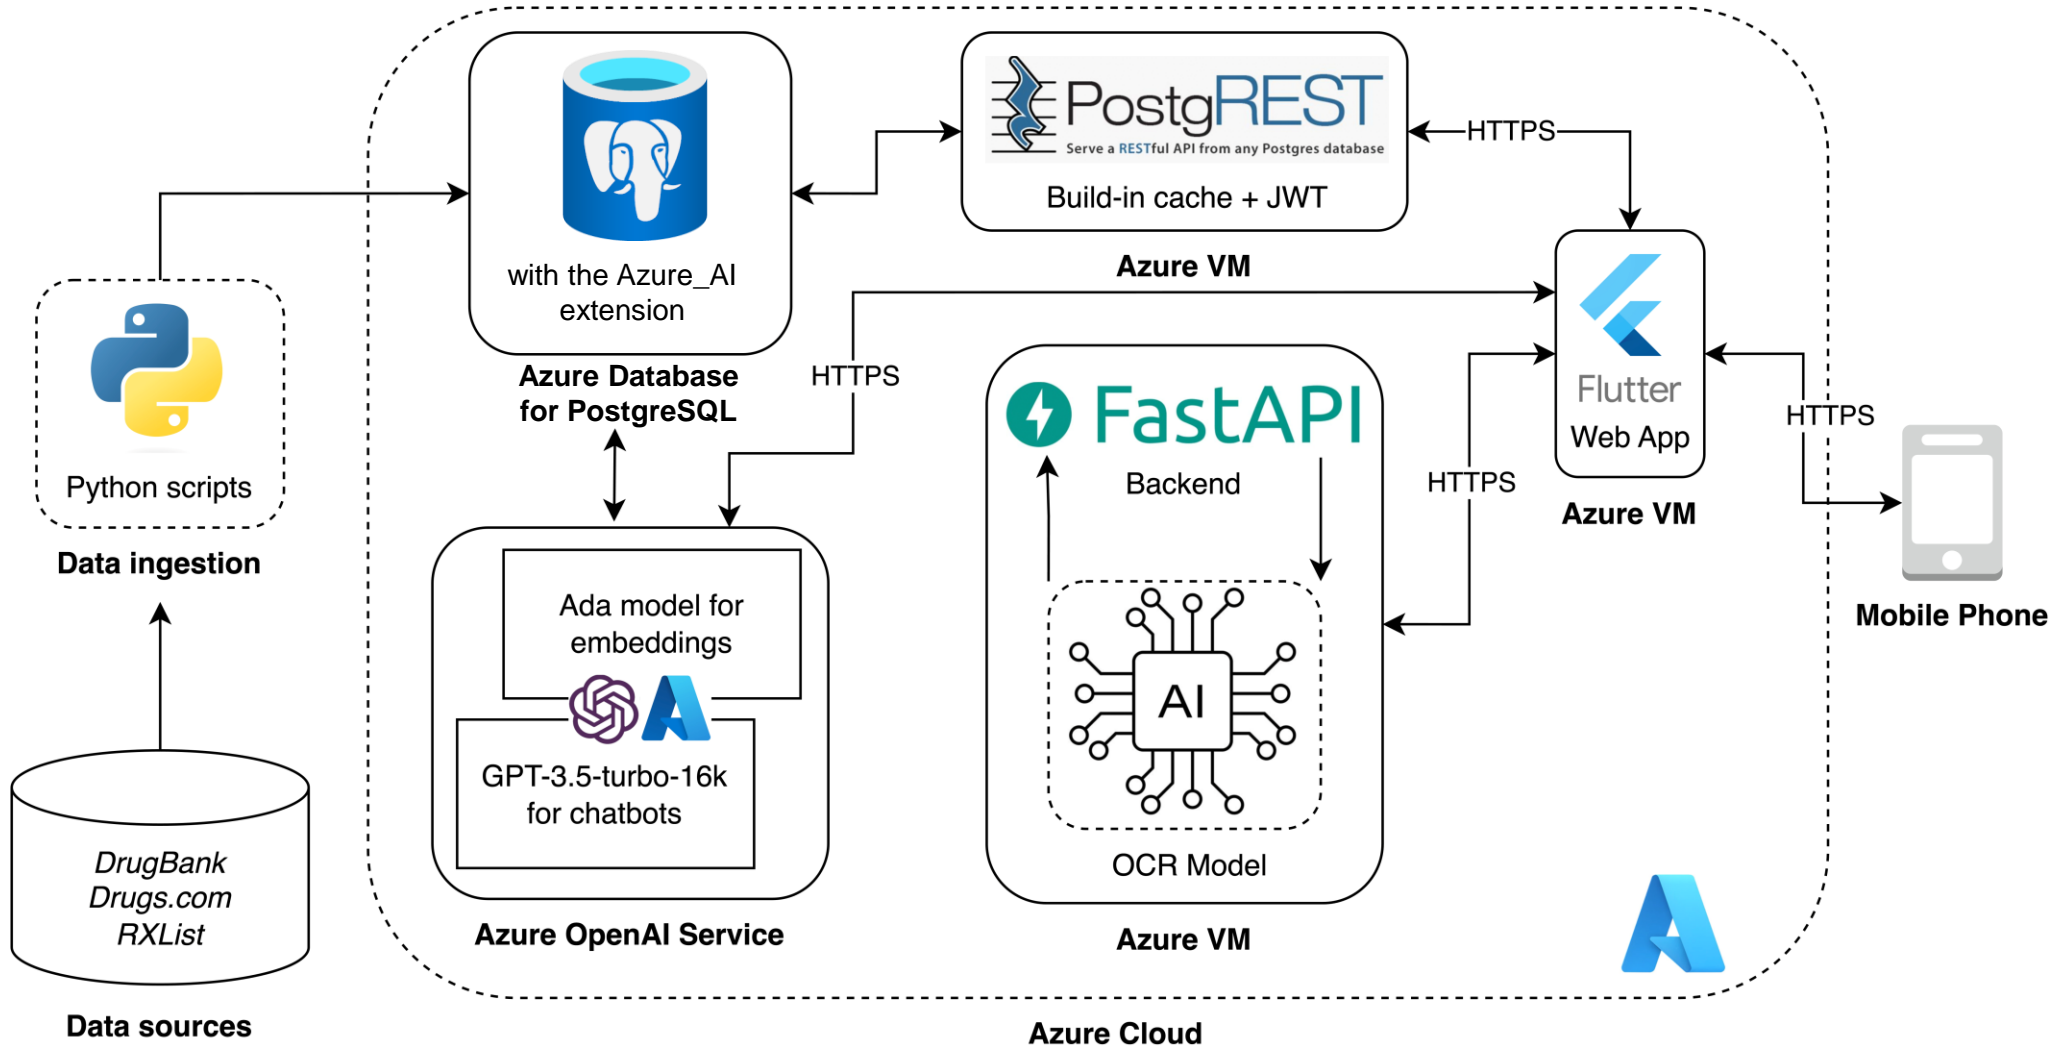 PostgREST
Serve a RESTful API from any Postgres database
Build-in cache + JWT
Azure VM
HTTPS
with the Azure_AI
extension
Azure Database
for PostgreSQL
HTTPS
Python scripts
Data ingestion
FastAPI
Backend
AI
OCR Model
Azure VM
HTTPS
Flutter
Web App
Azure VM
HTTPS
Mobile Phone
Ada model for
embeddings
GPT-3.5-turbo-16k
for chatbots
Azure OpenAI Service
DrugBank
Drugs.com
RXList
Data sources
Azure Cloud